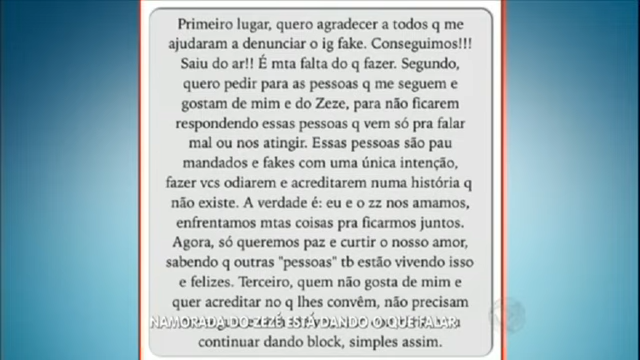 Primeiro lugar, quero agradecer a todos q me
ajudaram a denunciar o ig fake. Conseguimos!!!
Saiu do ar!! É mta falta do q fazer. Segundo,
quero pedir para as pessoas q me seguem e
gostam de mim e do Zeze, para não ficarem
respondendo essas pessoas q vem só pra falar
mal ou nos atingir. Essas pessoas são pau
mandados e fakes com uma única intenção,
fazer vcs odiarem e acreditarem numa história q
não existe. A verdade é: eu e o zz nos amamos,
enfrentamos mtas coisas pra ficarmos juntos.
Agora, só queremos paz e curtir o nosso amor,
sabendo q outras "pessoas" tb estão vivendo isso
e felizes. Terceiro, quem não gosta de mim e
quer acreditar no q lhes convêm, não precisam
NAMORADA DO ZEZÉ ESTÁ DANDO O QUE FALAR
continuar dando block, simples assim.